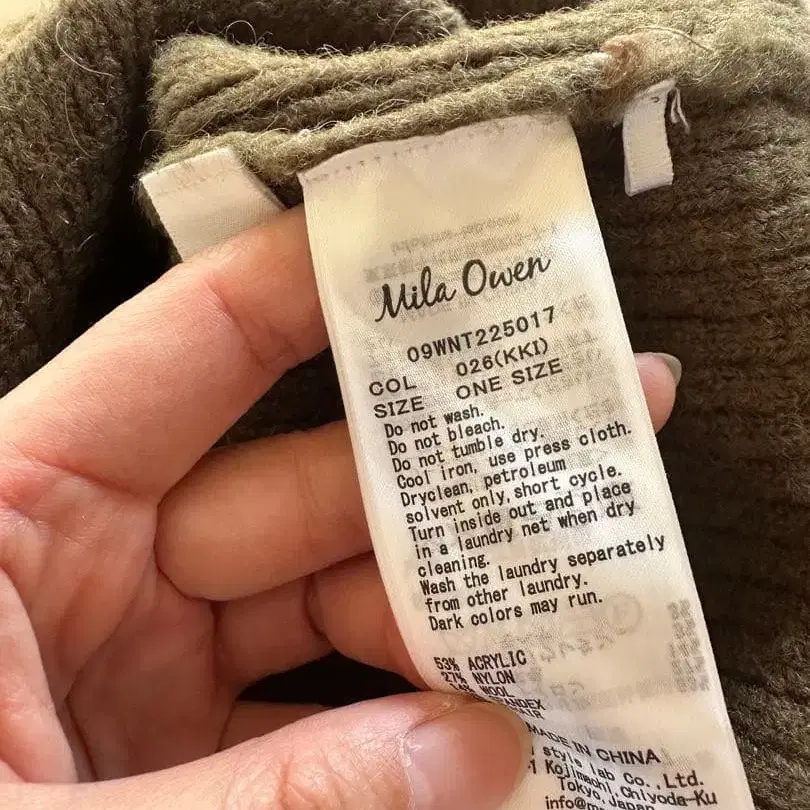 Mila Owen
09WNT225017
COL 026(KKI)
SIZE ONE SIZE
Do not wash.
Do not bleach.
Do not tumble dry.
Cool iron, use press cloth.
Dryclean, petroleum
solvent only, short cycle.
Turn inside out and place
in a laundry net when dry
cleaning.
Wash the laundry separately
from other laundry.
Dark colors may run.
53% ACRYLIC
27% NYLON
WOOL
MADE IN CHINA
style lab Co., Ltd.
Kojimachi, Chiyoda-Ku
Tokyo, Japan